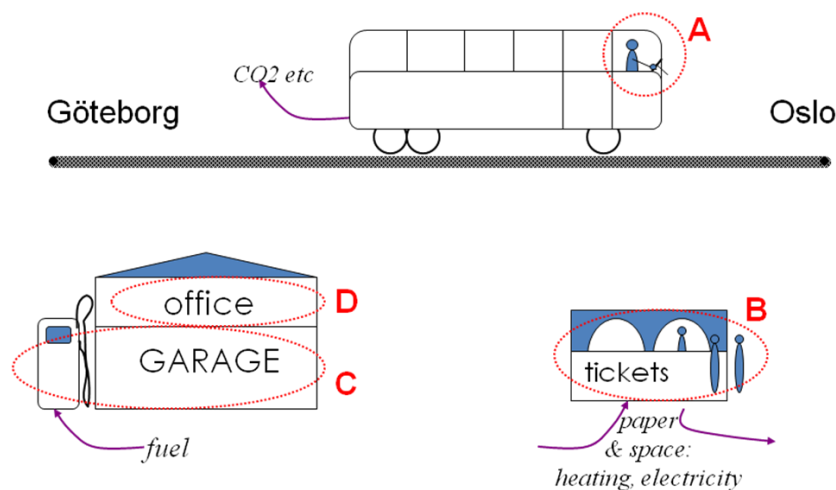 A
CO2 etc
Göteborg
Oslo
office
D
GARAGE
C
fuel
B
tickets
paper
& space:
heating, electricity